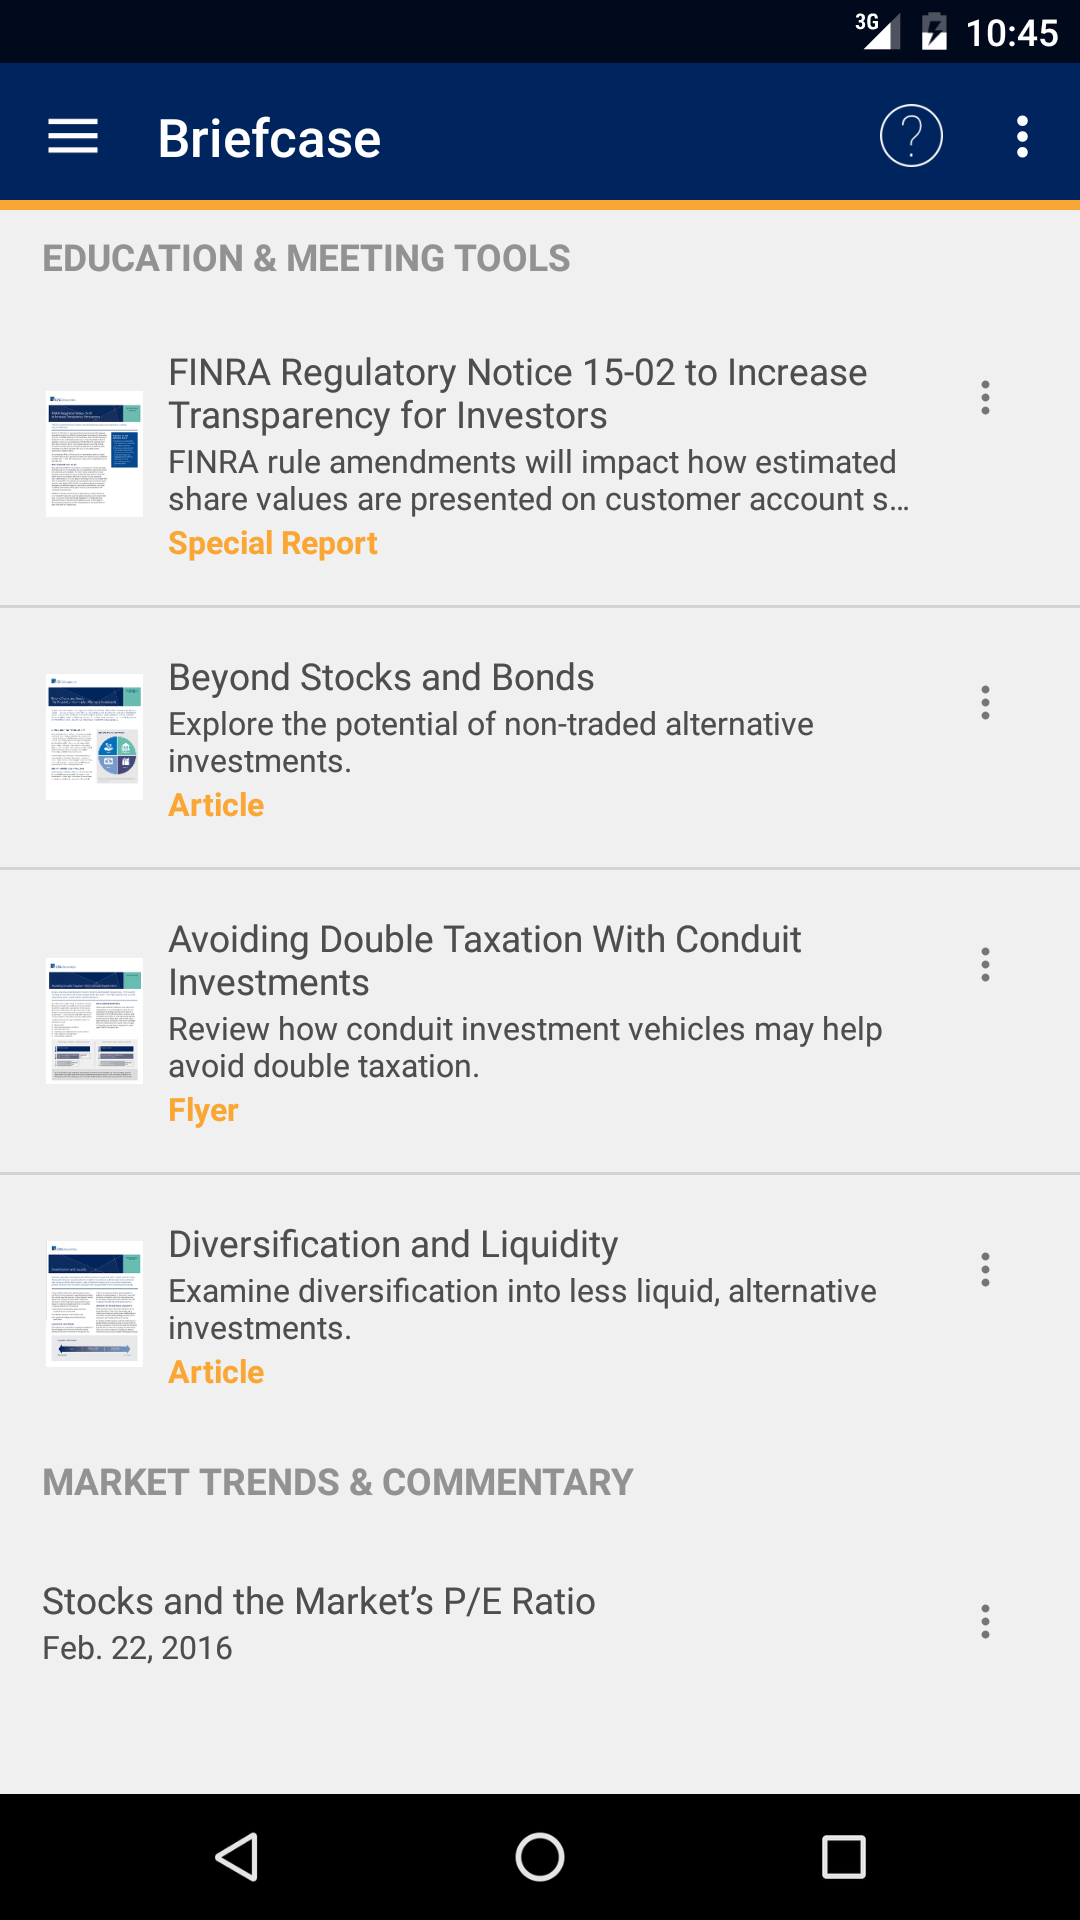 3G 10:45
Briefcase ?
EDUCATION & MEETING TOOLS
FINRA Regulatory Notice 15-02 to Increase
Transparency for Investors
FINRA rule amendments will impact how estimated
share values are presented on customer account s...
Special Report
Beyond Stocks and Bonds
Explore the potential of non-traded alternative
investments.
Article
Avoiding Double Taxation With Conduit
Investments
Review how conduit investment vehicles may help
avoid double taxation.
Flyer
Diversification and Liquidity
Examine diversification into less liquid, alternative
investments.
Article
MARKET TRENDS & COMMENTARY
Stocks and the Market’s P/E Ratio
Feb. 22, 2016